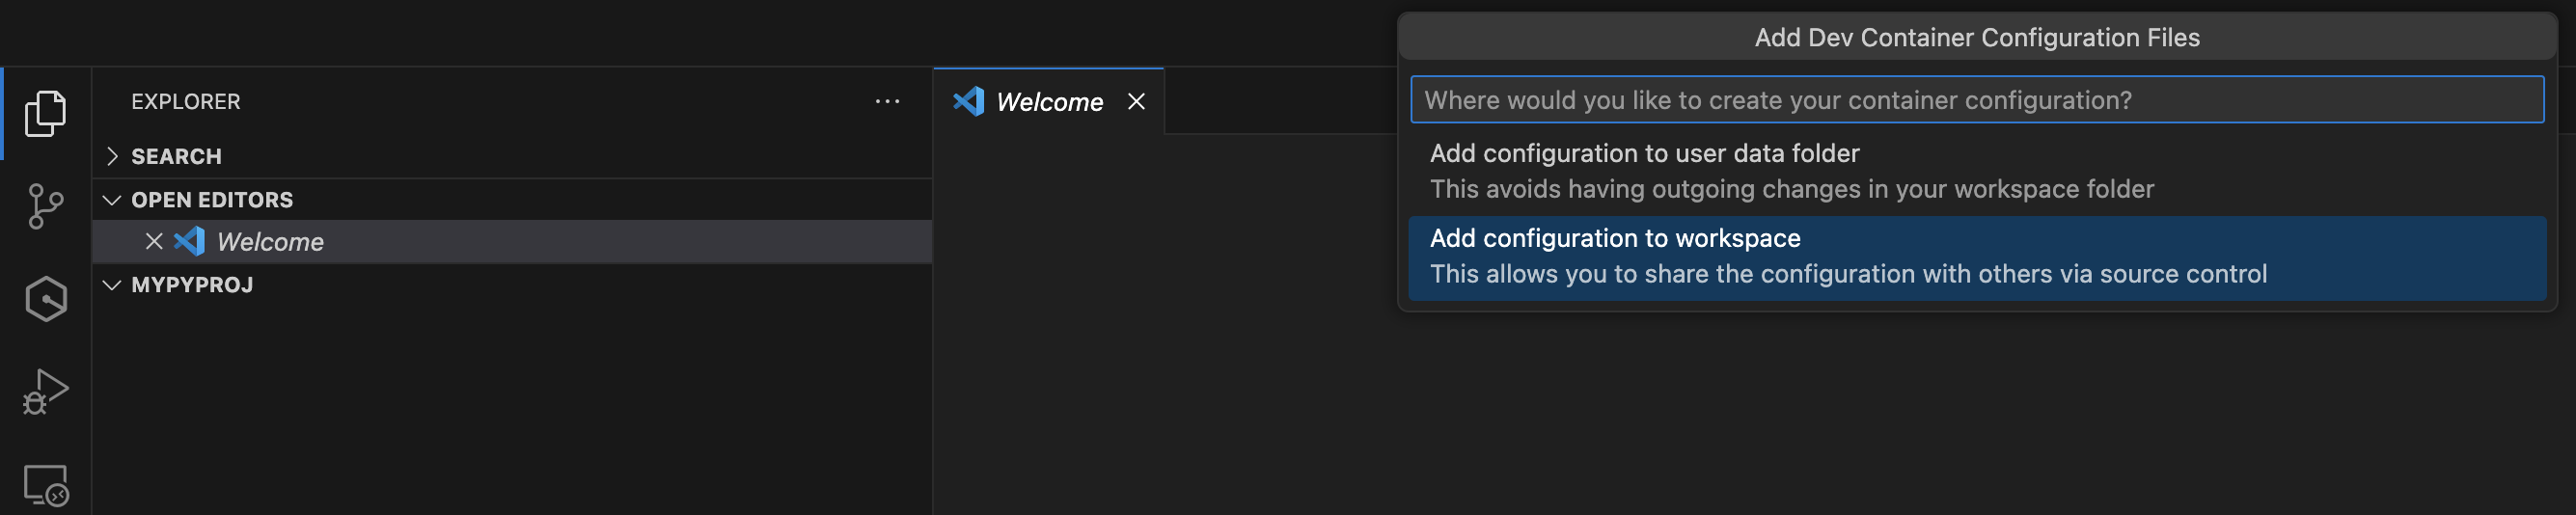 Add Dev Container Configuration Files
Where would you like to create your container configuration?
Add configuration to user data folder
This avoids having outgoing changes in your workspace folder
Add configuration to workspace
This allows you to share the configuration with others via source control
EXPLORER
SEARCH
OPEN EDITORS
Welcome
MYPYPROJ
Welcome